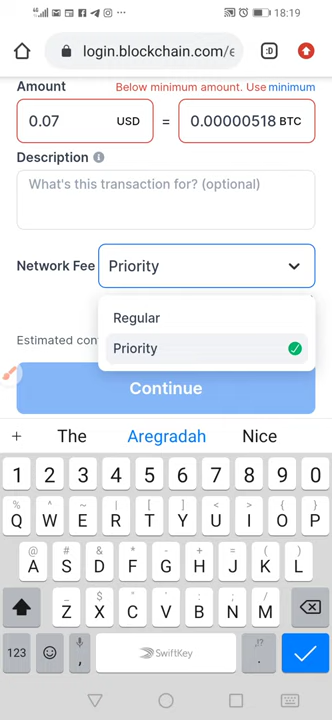 18:19
login.blockchain.com/e
:D
Amount
Below minimum amount. Use minimum
0.07 USD = 0.00000518 BTC
Description i
What's this transaction for? (optional)
Network Fee Priority
Regular
Priority
Estimated con
Continue
+ The Aregradah Nice
1 2 3 4 5 6 7 8 9 0
% ^ ~ | [ ] < > { }
Q W E R T Y U I O P
@ # & * - + = ( )
A S D F G H J K L
_ $ " ' : ; /
Z X C V B N M
123 , SwiftKey ,!? .